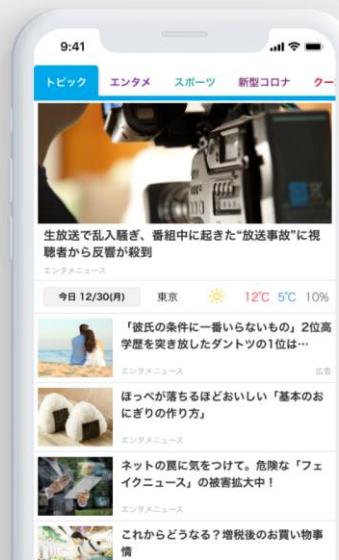 9:41
トピック エンタメ スポーツ 新型コロナ クー
生放送で乱入騒ぎ、番組中に起きた“放送事故”に視
聴者から反響が殺到
エンタメニュース
今日 12/30(月) 東京 12℃ 5℃ 10%
「彼氏の条件に一番いらないもの」2位高
学歴を突き放したダントツの1位は…
エンタメニュース 広告
ほっぺが落ちるほどおいしい「基本のお
にぎりの作り方」
エンタメニュース
ネットの罠に気をつけて。危険な「フェ
イクニュース」の被害拡大中！
エンタメニュース
これからどうなる？増税後のお買い物事
情